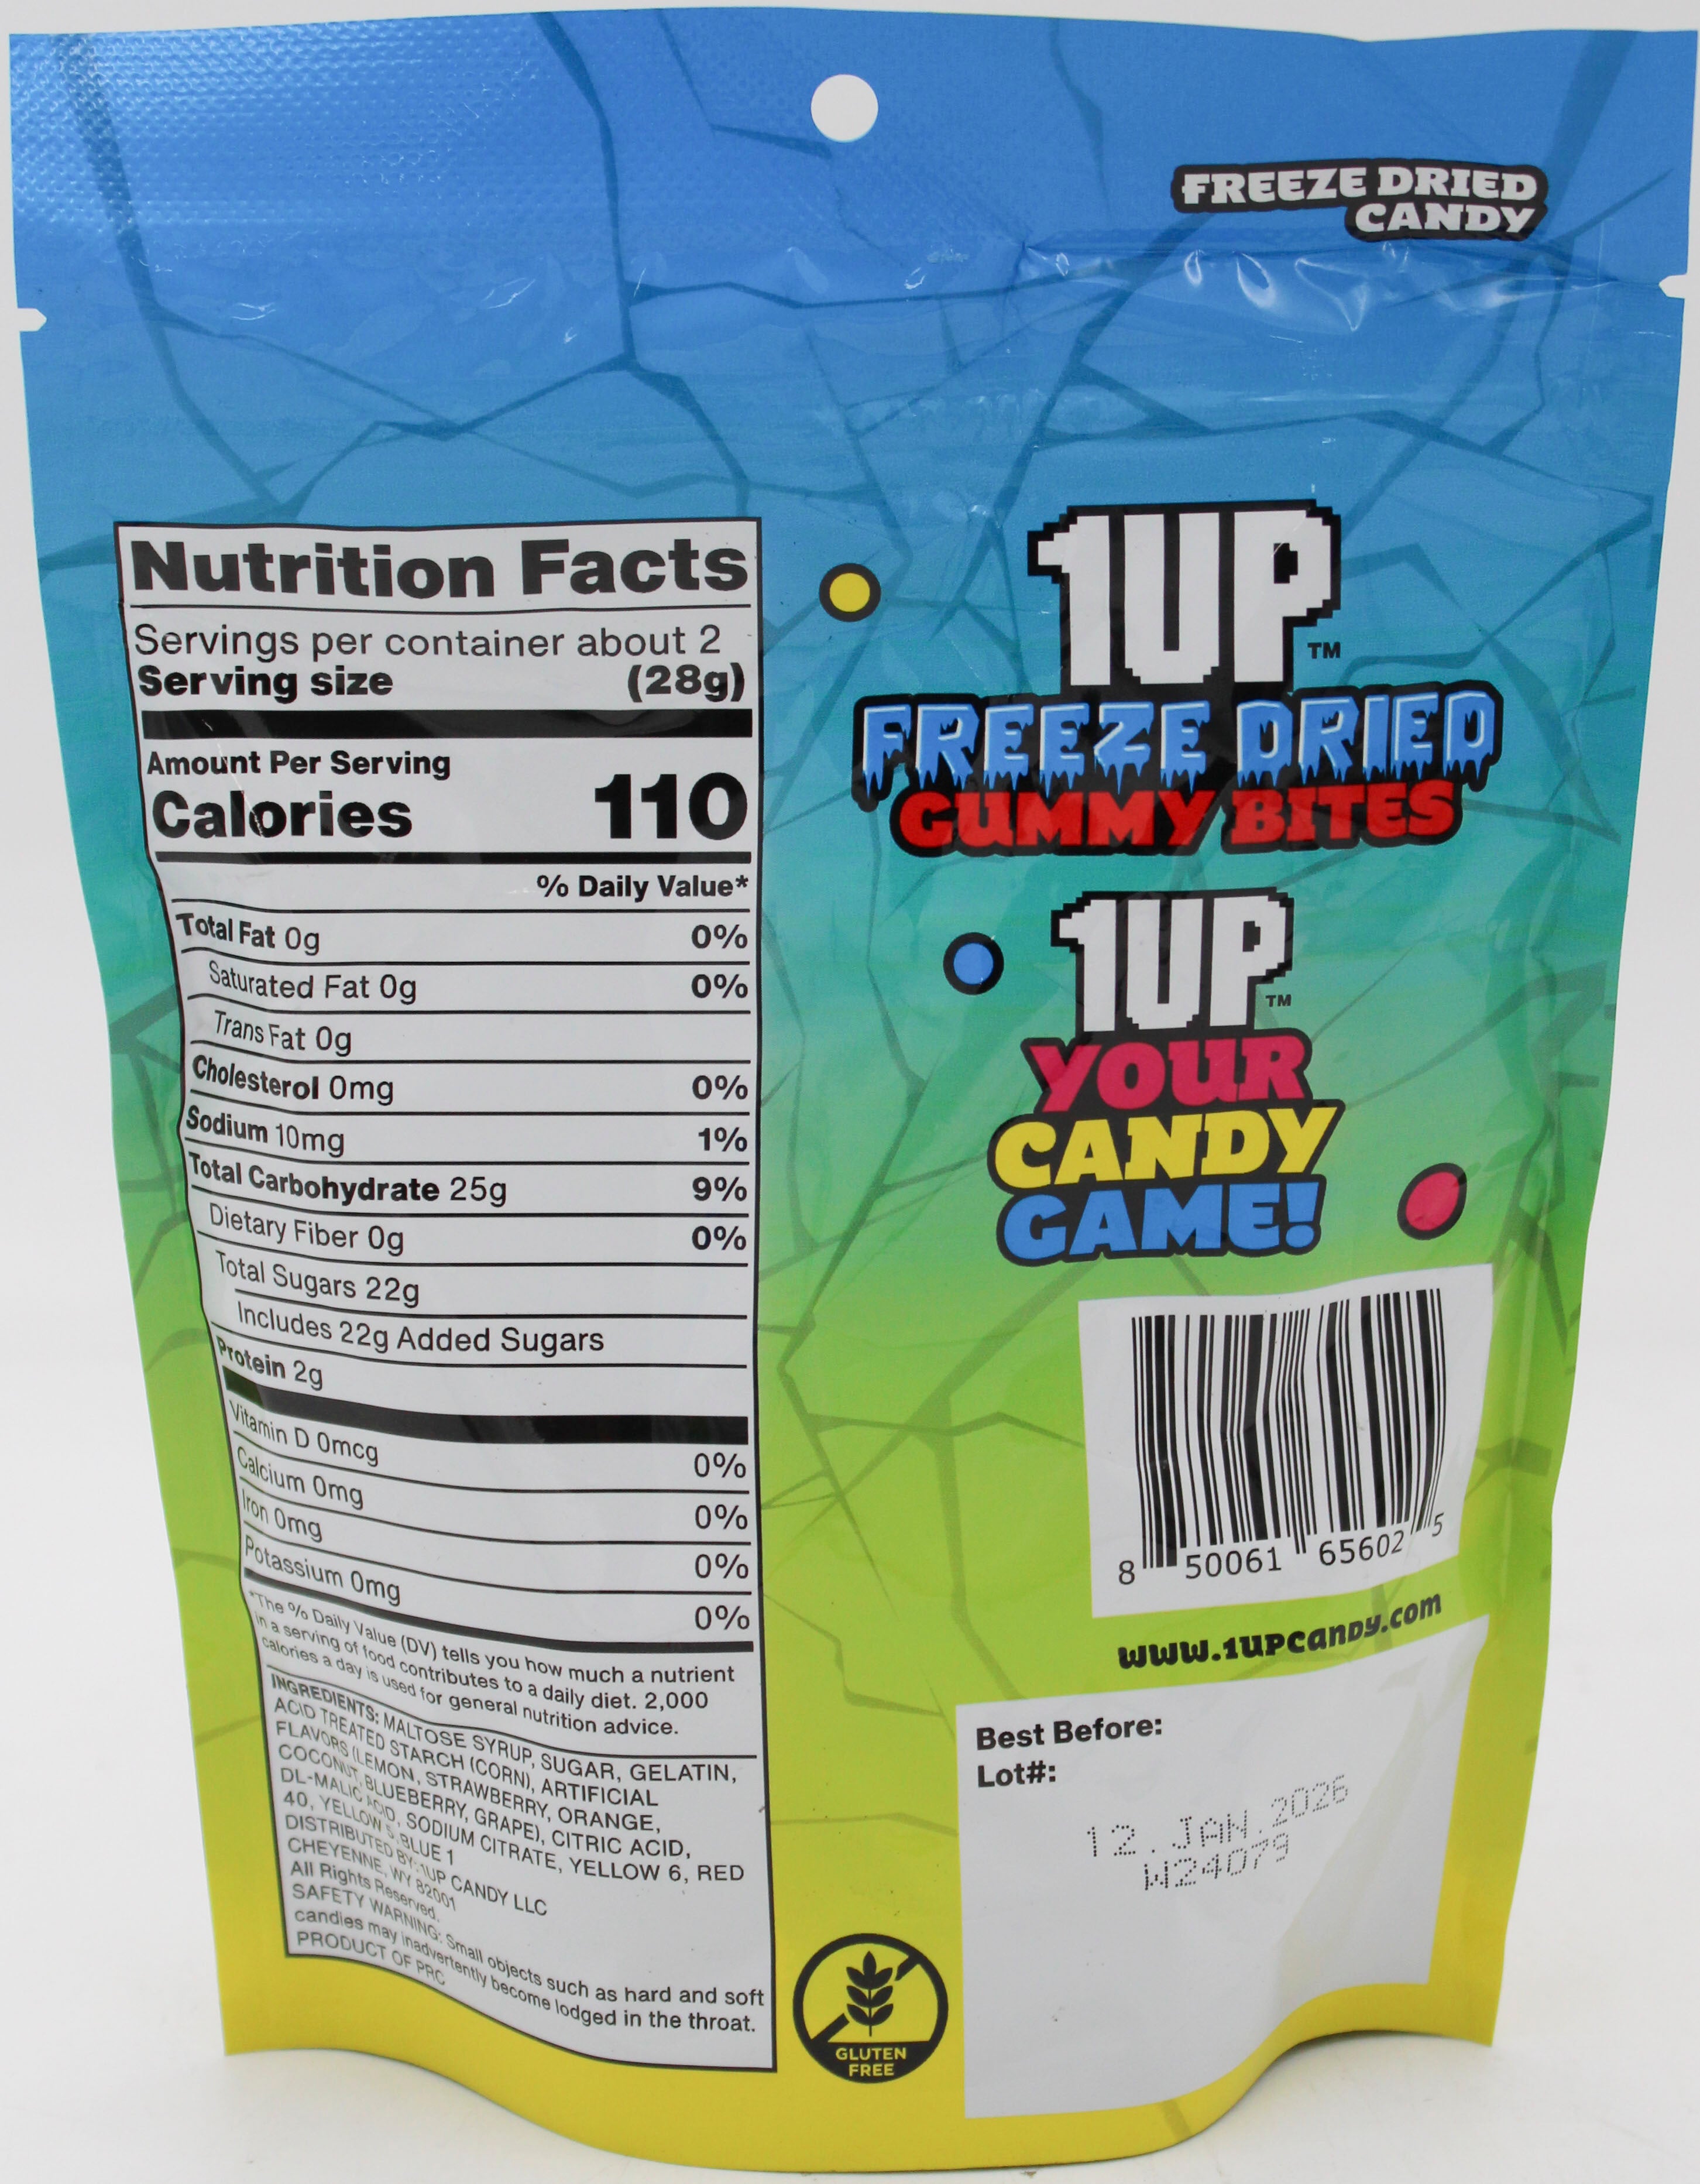 FREEZE DRIED
CANDY
Nutrition Facts
Servings per container about 2
Serving size (28g)
Amount Per Serving
Calories 110
% Daily Value*
Total Fat 0g 0%
Saturated Fat 0g 0%
Trans Fat 0g
Cholesterol 0mg 0%
Sodium 10mg 1%
Total Carbohydrate 25g 9%
Dietary Fiber 0g 0%
Total Sugars 22g
Includes 22g Added Sugars
Protein 2g
Vitamin D 0mcg 0%
Calcium 0mg 0%
Iron 0mg 0%
Potassium 0mg 0%
*The % Daily Value (DV) tells you how much a nutrient
in a serving of food contributes to a daily diet. 2,000
calories a day is used for general nutrition advice.
INGREDIENTS: MALTOSE SYRUP, SUGAR, GELATIN,
ACID TREATED STARCH (CORN), ARTIFICIAL
FLAVORS (LEMON, STRAWBERRY, ORANGE,
COCONUT, BLUEBERRY, GRAPE), CITRIC ACID,
DL-MALIC ACID, SODIUM CITRATE, YELLOW 6, RED
40, YELLOW 5, BLUE 1
DISTRIBUTED BY: 1UP CANDY LLC
CHEYENNE, WY 82001
All Rights Reserved.
SAFETY WARNING: Small objects such as hard and soft
candies may inadvertently become lodged in the throat.
PRODUCT OF PRC
1UP™
FREEZE DRIED
GUMMY BITES
1UP™
YOUR
CANDY
GAME!
8 50061 65602 5
www.1upcandy.com
Best Before:
Lot#:
12. JAN. 2026
W24079
GLUTEN
FREE